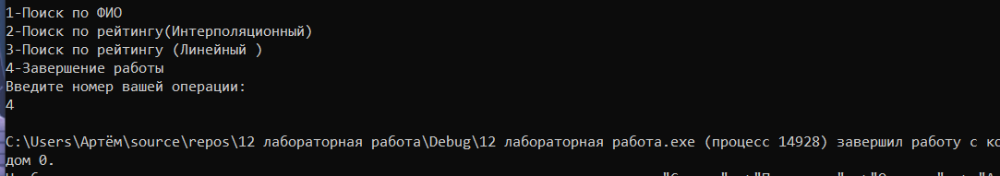 1-Поиск по ФИО
2-Поиск по рейтингу(Интерполяционный)
3-Поиск по рейтингу (Линейный )
4-Завершение работы
Введите номер вашей операции:
4
C:\Users\Артём\source\repos\12 лабораторная работа\Debug\12 лабораторная работа.exe (процесс 14928) завершил работу с ко
дом 0.